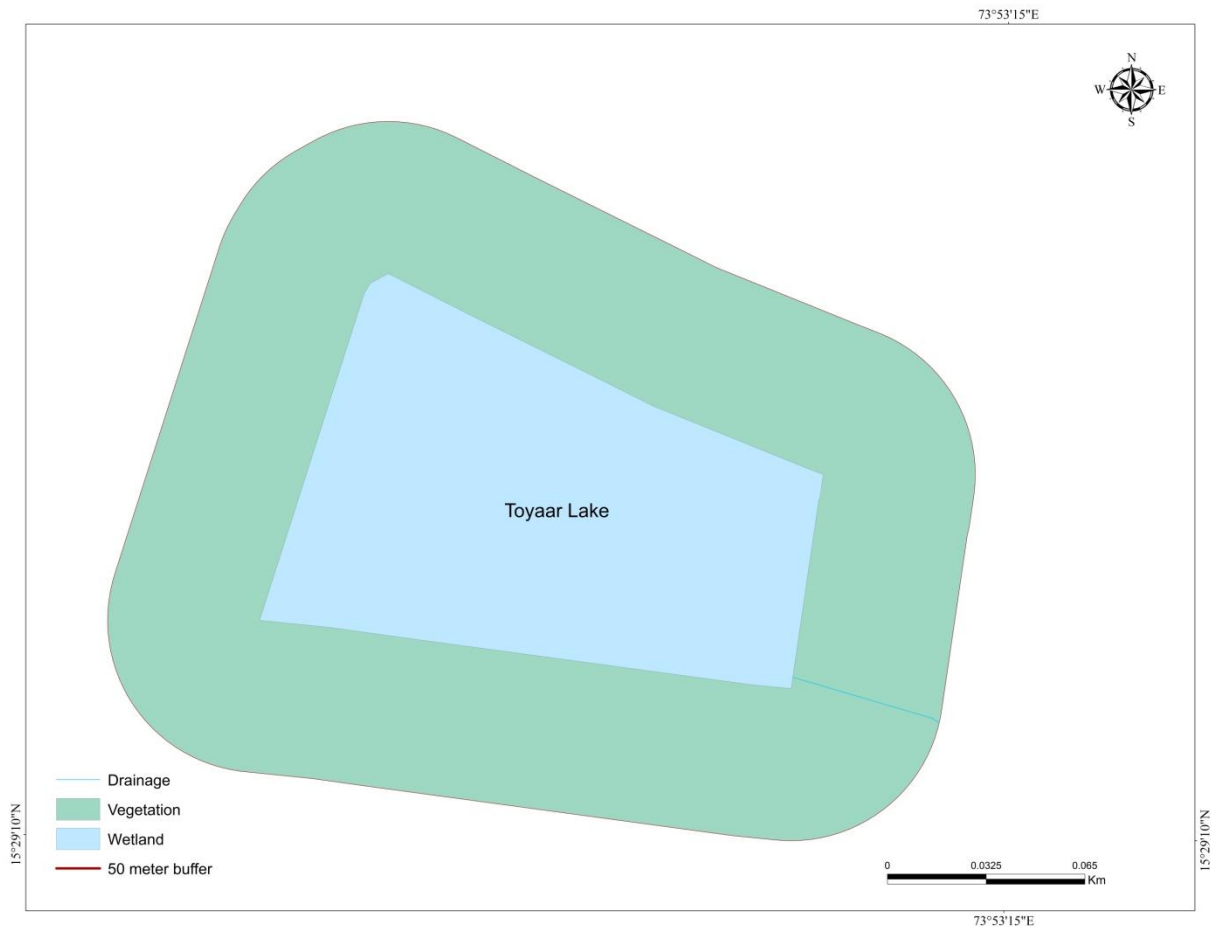 73°53'15"E
N
W E
S
Toyaar Lake
Drainage
Vegetation
Wetland
50 meter buffer
15°29'10"N
15°29'10"N
0 0.0325 0.065
Km
73°53'15"E